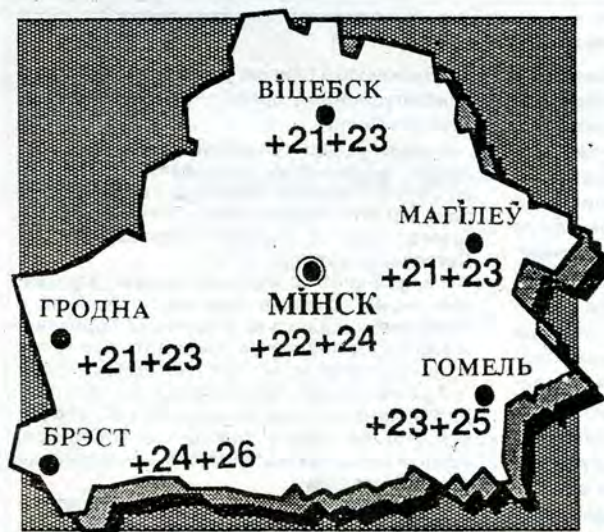 ВІЦЕБСК
+21+23
МАГІЛЕЎ
+21+23
МІНСК
+22+24
ГРОДНА
+21+23
ГОМЕЛЬ
+23+25
БРЭСТ
+24+26